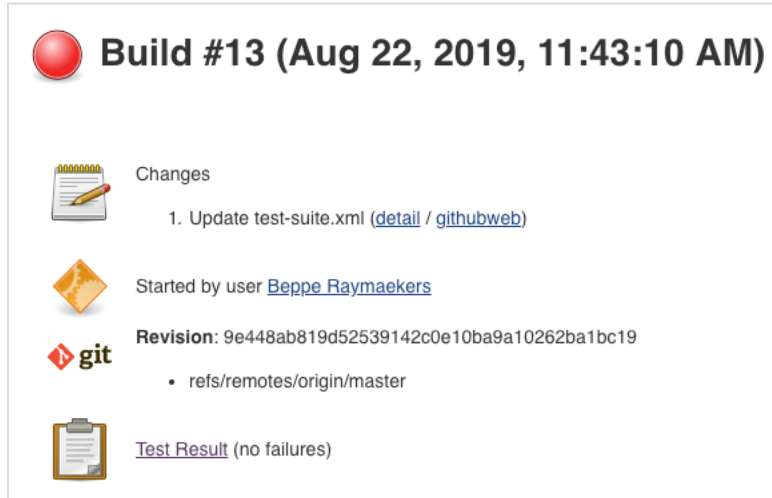 Build #13 (Aug 22, 2019, 11:43:10 AM)
Changes
1. Update test-suite.xml (detail / githubweb)
Started by user Beppe Raymaekers
Revision: 9e448ab819d52539142c0e10ba9a10262ba1bc19
git
• refs/remotes/origin/master
Test Result (no failures)